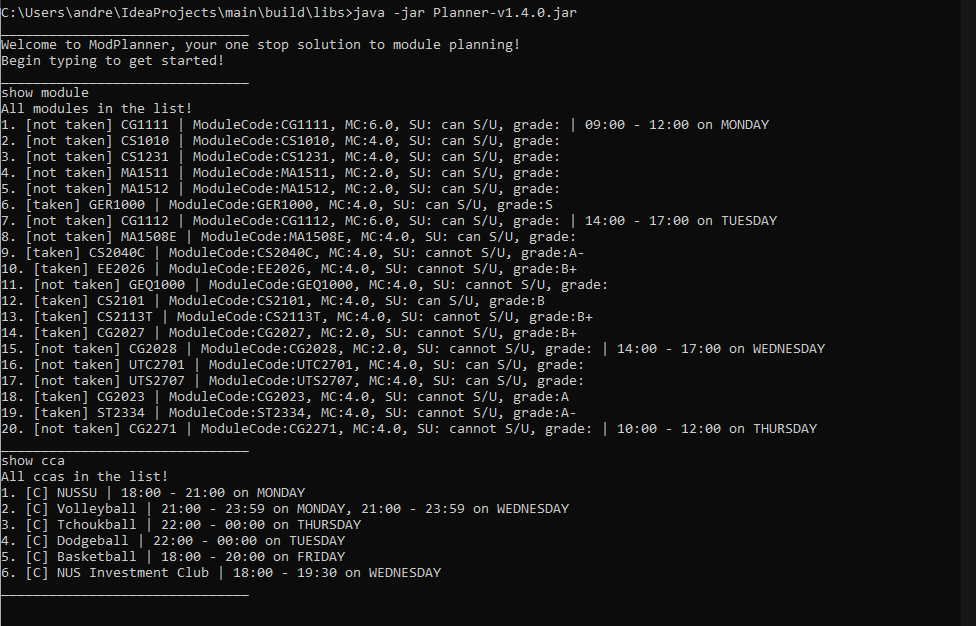 C:\Users\andre\IdeaProjects\main\build\libs>java -jar Planner-v1.4.0.jar
_______________________________
Welcome to ModPlanner, your one stop solution to module planning!
Begin typing to get started!
_______________________________
show module
All modules in the list!
1. [not taken] CG1111 | ModuleCode:CG1111, MC:6.0, SU: can S/U, grade: | 09:00 - 12:00 on MONDAY
2. [not taken] CS1010 | ModuleCode:CS1010, MC:4.0, SU: can S/U, grade:
3. [not taken] CS1231 | ModuleCode:CS1231, MC:4.0, SU: can S/U, grade:
4. [not taken] MA1511 | ModuleCode:MA1511, MC:2.0, SU: can S/U, grade:
5. [not taken] MA1512 | ModuleCode:MA1512, MC:2.0, SU: can S/U, grade:
6. [taken] GER1000 | ModuleCode:GER1000, MC:4.0, SU: can S/U, grade:S
7. [not taken] CG1112 | ModuleCode:CG1112, MC:6.0, SU: can S/U, grade: | 14:00 - 17:00 on TUESDAY
8. [not taken] MA1508E | ModuleCode:MA1508E, MC:4.0, SU: can S/U, grade:
9. [taken] CS2040C | ModuleCode:CS2040C, MC:4.0, SU: cannot S/U, grade:A-
10. [taken] EE2026 | ModuleCode:EE2026, MC:4.0, SU: cannot S/U, grade:B+
11. [not taken] GEQ1000 | ModuleCode:GEQ1000, MC:4.0, SU: cannot S/U, grade:
12. [taken] CS2101 | ModuleCode:CS2101, MC:4.0, SU: can S/U, grade:B
13. [taken] CS2113T | ModuleCode:CS2113T, MC:4.0, SU: cannot S/U, grade:B+
14. [taken] CG2027 | ModuleCode:CG2027, MC:2.0, SU: cannot S/U, grade:B+
15. [not taken] CG2028 | ModuleCode:CG2028, MC:2.0, SU: cannot S/U, grade: | 14:00 - 17:00 on WEDNESDAY
16. [not taken] UTC2701 | ModuleCode:UTC2701, MC:4.0, SU: can S/U, grade:
17. [not taken] UTS2707 | ModuleCode:UTS2707, MC:4.0, SU: can S/U, grade:
18. [taken] CG2023 | ModuleCode:CG2023, MC:4.0, SU: cannot S/U, grade:A
19. [taken] ST2334 | ModuleCode:ST2334, MC:4.0, SU: cannot S/U, grade:A-
20. [not taken] CG2271 | ModuleCode:CG2271, MC:4.0, SU: cannot S/U, grade: | 10:00 - 12:00 on THURSDAY
_______________________________
show cca
All ccas in the list!
1. [C] NUSSU | 18:00 - 21:00 on MONDAY
2. [C] Volleyball | 21:00 - 23:59 on MONDAY, 21:00 - 23:59 on WEDNESDAY
3. [C] Tchoukball | 22:00 - 00:00 on THURSDAY
4. [C] Dodgeball | 22:00 - 00:00 on TUESDAY
5. [C] Basketball | 18:00 - 20:00 on FRIDAY
6. [C] NUS Investment Club | 18:00 - 19:30 on WEDNESDAY
_______________________________